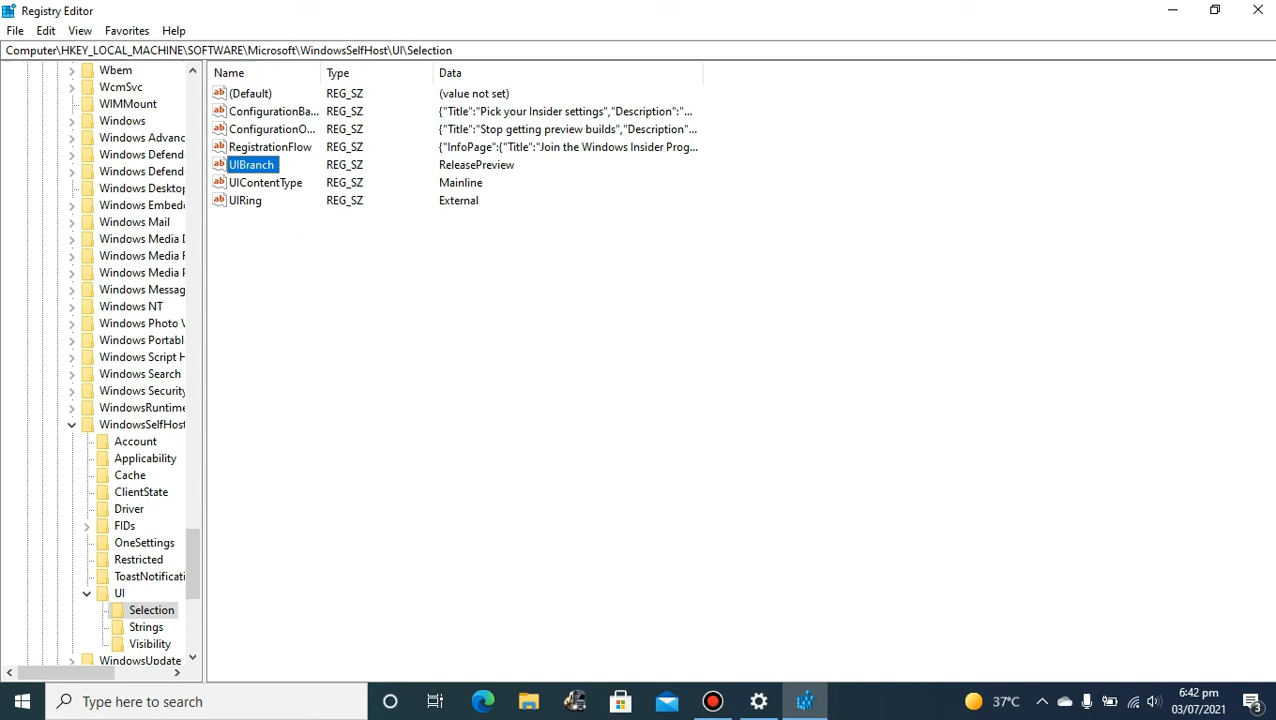 Registry Editor
File Edit View Favorites Help
Computer\HKEY_LOCAL_MACHINE\SOFTWARE\Microsoft\WindowsSelfHost\UI\Selection
Wbem
WcmSvc
WIMMount
Windows
Windows Advanc
Windows Defend
Windows Defend
Windows Desktop
Windows Embedd
Windows Mail
Windows Media D
Windows Media F
Windows Media P
Windows Messag
Windows NT
Windows Photo V
Windows Portabl
Windows Script H
Windows Search
Windows Security
WindowsRuntime
WindowsSelfHost
Account
Applicability
Cache
ClientState
Driver
FIDs
OneSettings
Restricted
ToastNotificati
UI
Selection
Strings
Visibility
WindowsUpdate
Name Type Data
(Default) REG_SZ (value not set)
ConfigurationBa... REG_SZ {"Title":"Pick your Insider settings","Description":"...
ConfigurationO... REG_SZ {"Title":"Stop getting preview builds","Description"...
RegistrationFlow REG_SZ {"InfoPage":{"Title":"Join the Windows Insider Prog...
UIBranch REG_SZ ReleasePreview
UIContentType REG_SZ Mainline
UIRing REG_SZ External
Type here to search
37°C
6:42 pm
03/07/2021
3